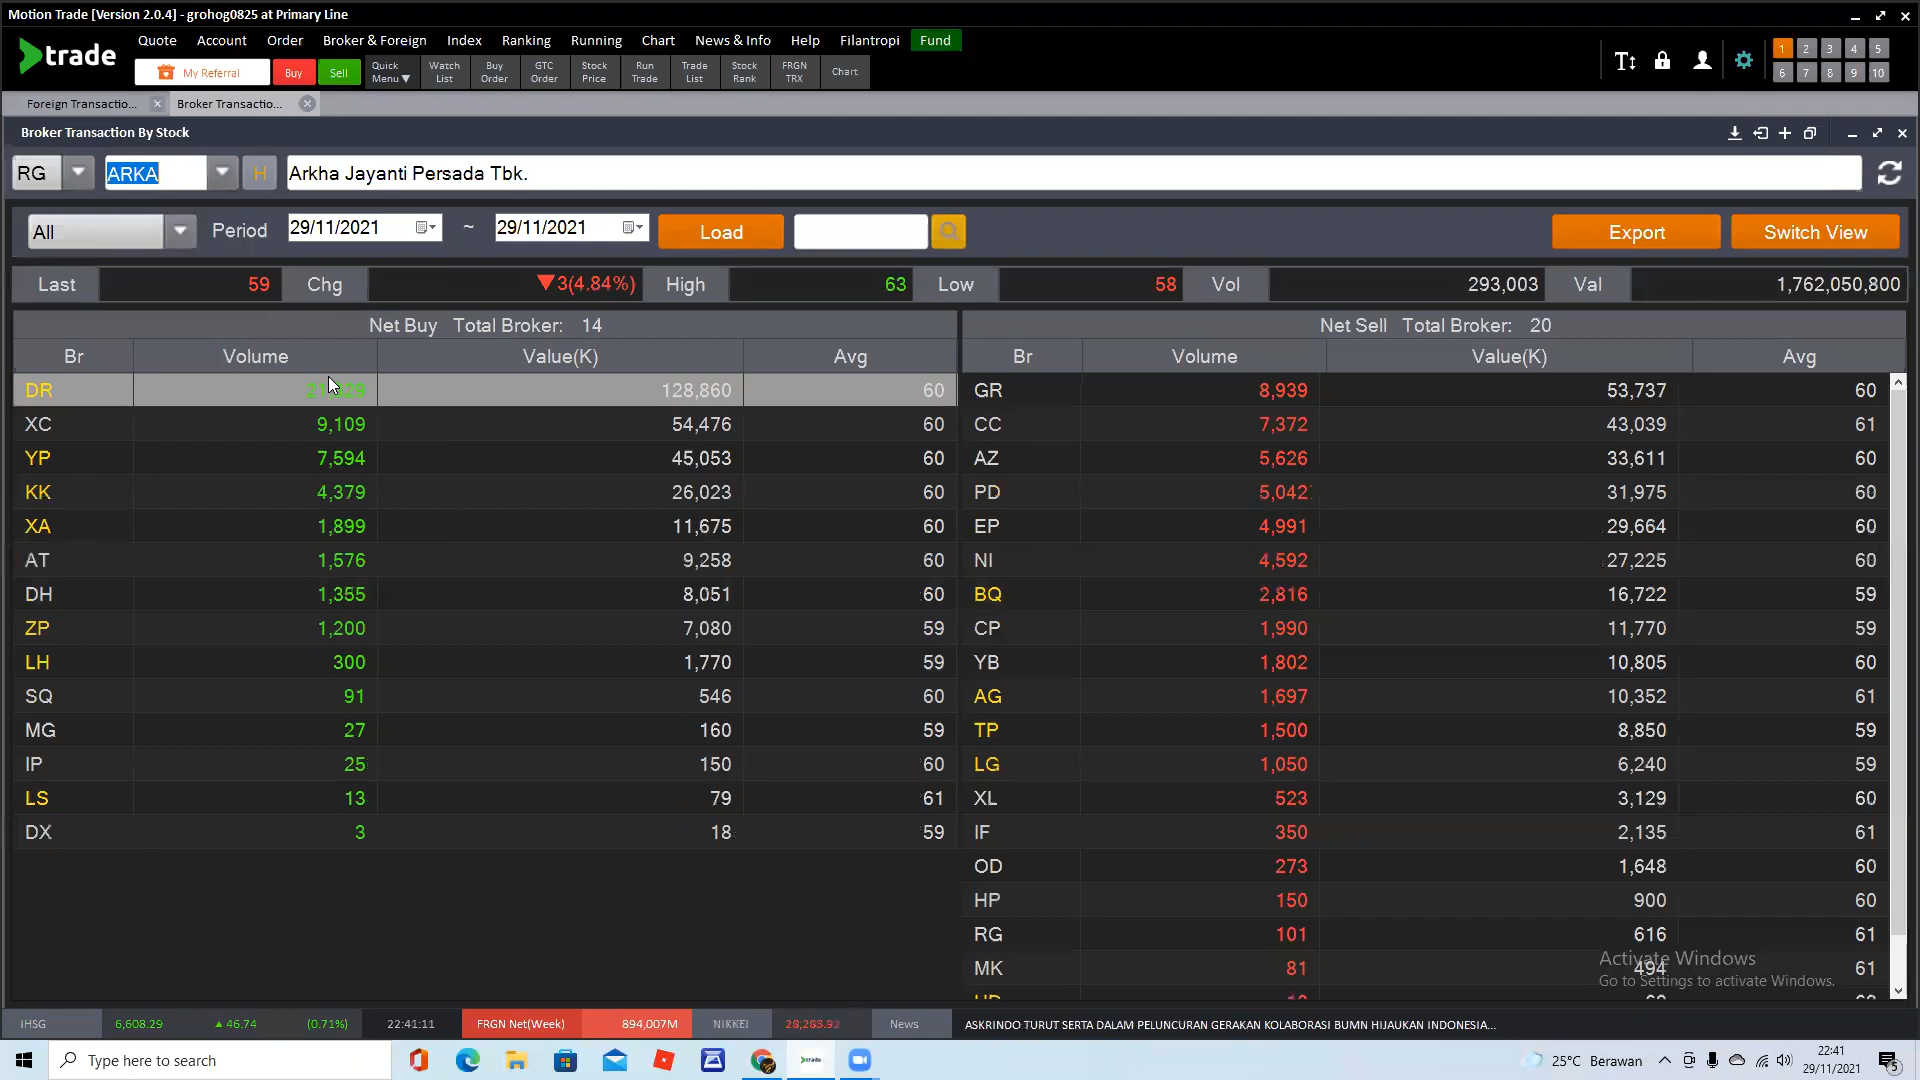 Motion Trade [Version 2.0.4] - grohog0825 at Primary Line
trade
Quote Account Order Broker & Foreign Index Ranking Running Chart News & Info Help Filantropi Fund
My Referral Buy Sell Quick Menu▼ Watch List Buy Order GTC Order Stock Price Run Trade Trade List Stock Rank FRGN TRX Chart
1 2 3 4 5
6 7 8 9 10
Foreign Transactio... Broker Transactio...
Broker Transaction By Stock
RG ARKA H Arkha Jayanti Persada Tbk.
All Period 29/11/2021 ~ 29/11/2021 Load Export Switch View
Last 59 Chg ▼3(4.84%) High 63 Low 58 Vol 293,003 Val 1,762,050,800
Net Buy Total Broker: 14 Net Sell Total Broker: 20
Br Volume Value(K) Avg Br Volume Value(K) Avg
DR 128,860 60 GR 8,939 53,737 60
XC 9,109 54,476 60 CC 7,372 43,039 61
YP 7,594 45,053 60 AZ 5,626 33,611 60
KK 4,379 26,023 60 PD 5,042 31,975 60
XA 1,899 11,675 60 EP 4,991 29,664 60
AT 1,576 9,258 60 NI 4,592 27,225 60
DH 1,355 8,051 60 BQ 2,816 16,722 59
ZP 1,200 7,080 59 CP 1,990 11,770 59
LH 300 1,770 59 YB 1,802 10,805 60
SQ 91 546 60 AG 1,697 10,352 61
MG 27 160 59 TP 1,500 8,850 59
IP 25 150 60 LG 1,050 6,240 59
LS 13 79 61 XL 523 3,129 60
DX 3 18 59 IF 350 2,135 61
OD 273 1,648 60
HP 150 900 60
RG 101 616 61
MK 81 494 61
Activate Windows
Go to Settings to activate Windows.
IHSG 6,608.29 ▲ 46.74 (0.71%) 22:41:11 FRGN Net(Week) 894,007M NIKKEI News ASKRINDO TURUT SERTA DALAM PELUNCURAN GERAKAN KOLABORASI BUMN HIJAUKAN INDONESIA...
Type here to search
trade
25°C Berawan
22:41
29/11/2021
5